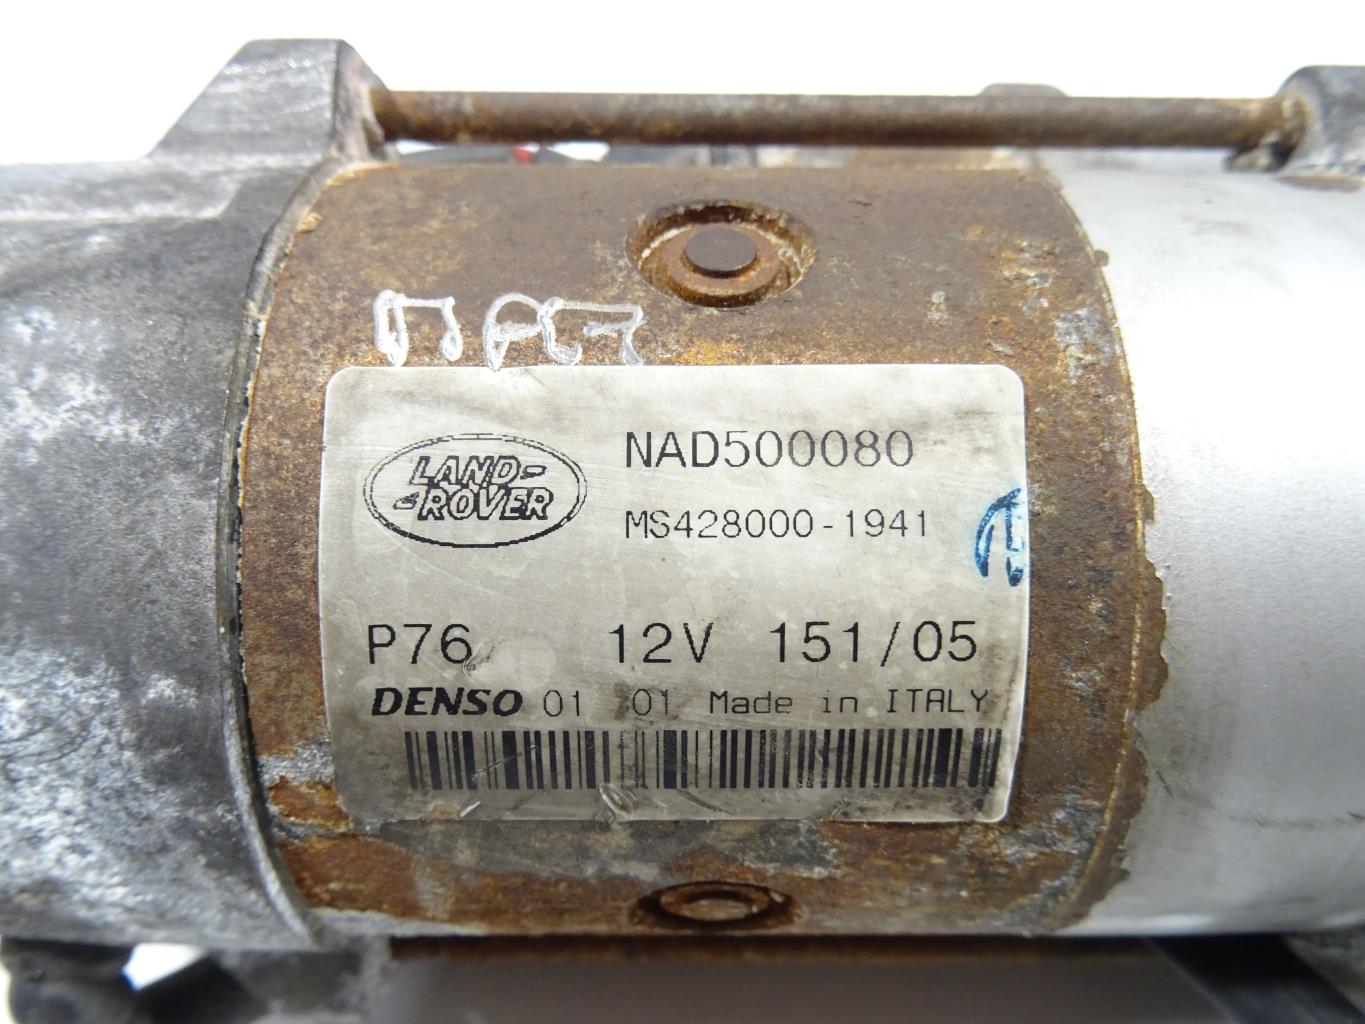 LAND-
-ROVER
NAD500080
MS428000-1941
P76 12V 151/05
DENSO 01 01 Made in ITALY